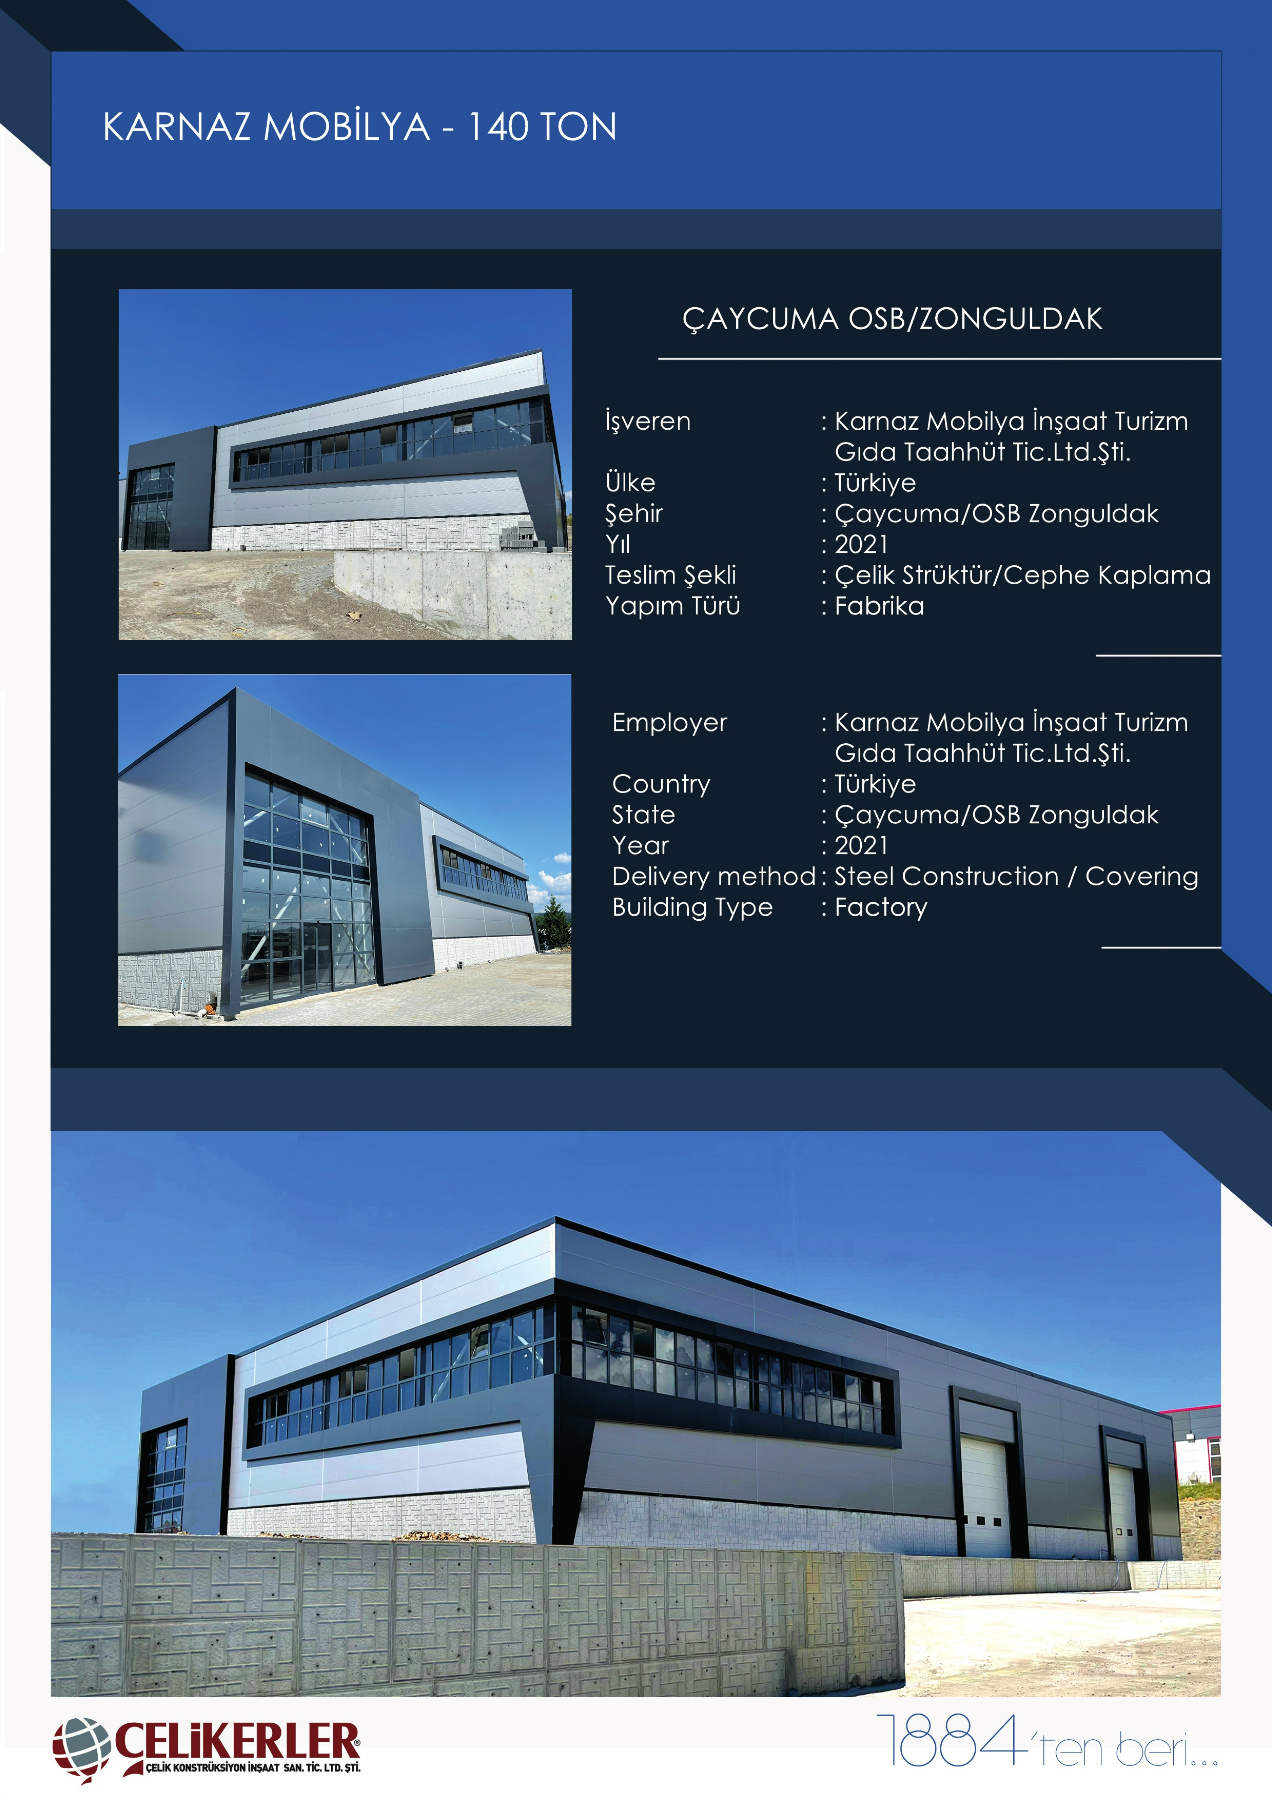 KARNAZ MOBİLYA - 140 TON
ÇAYCUMA OSB/ZONGULDAK
İşveren : Karnaz Mobilya İnşaat Turizm
Gıda Taahhüt Tic.Ltd.Şti.
Ülke : Türkiye
Şehir : Çaycuma/OSB Zonguldak
Yıl : 2021
Teslim Şekli : Çelik Strüktür/Cephe Kaplama
Yapım Türü : Fabrika
Employer : Karnaz Mobilya İnşaat Turizm
Gıda Taahhüt Tic.Ltd.Şti.
Country : Türkiye
State : Çaycuma/OSB Zonguldak
Year : 2021
Delivery method : Steel Construction / Covering
Building Type : Factory
ÇELiKERLER®
ÇELİK KONSTRÜKSİYON İNŞAAT SAN. TİC. LTD. ŞTİ.
1884'ten beri...